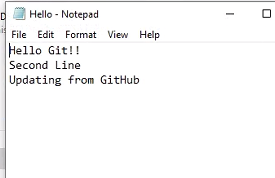 Hello - Notepad
File Edit Format View Help
Hello Git!!
Second Line
Updating from GitHub